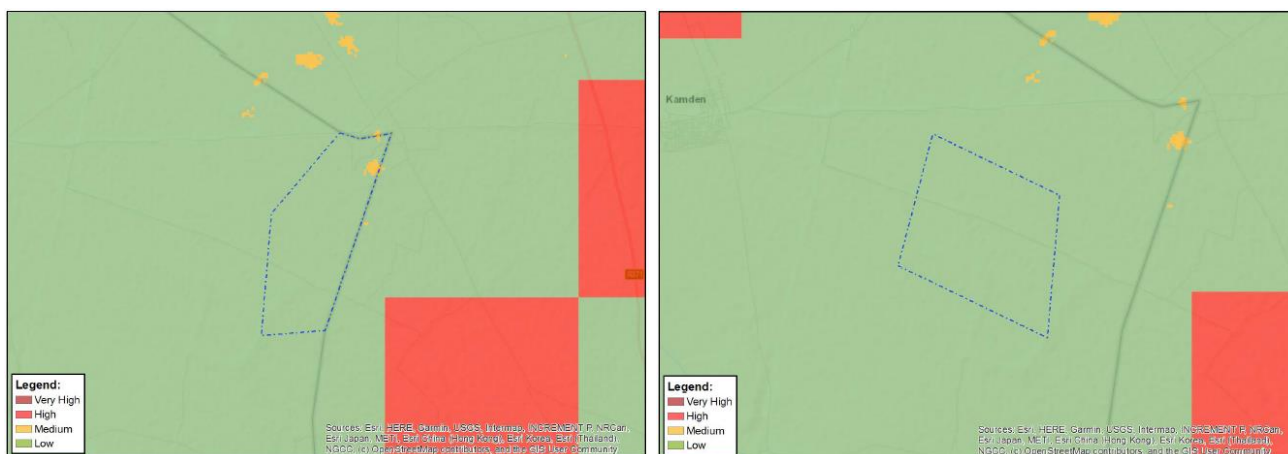 Legend:
Very High
High
Medium
Low
Sources: Esri, HERE, Garmin, USGS, Intermap, INCREMENT P, NRCan,
Esri Japan, METI, Esri China (Hong Kong), Esri Korea, Esri (Thailand),
NGCC, (c) OpenStreetMap contributors, and the GIS User Community
Kamden
Legend:
Very High
High
Medium
Low
Sources: Esri, HERE, Garmin, USGS, Intermap, INCREMENT P, NRCan,
Esri Japan, METI, Esri China (Hong Kong), Esri Korea, Esri (Thailand),
NGCC, (c) OpenStreetMap contributors, and the GIS User Community